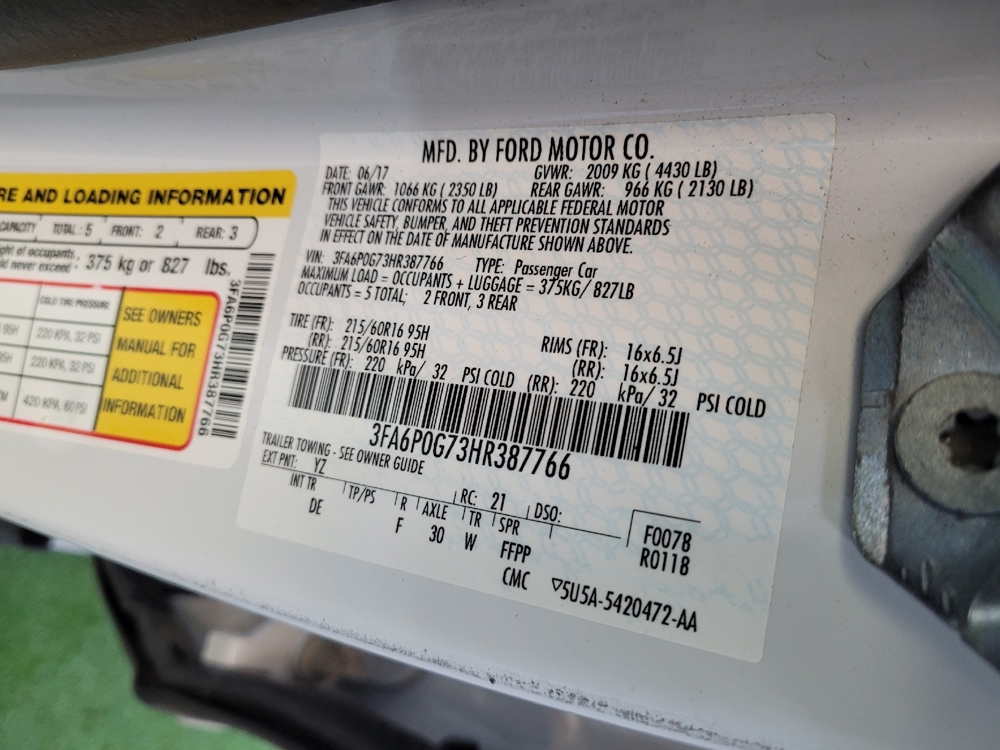 RE AND LOADING INFORMATION
CAPACITY TOTAL : 5 FRONT: 2 REAR: 3
of occupants
never exceed 375 kg or 827 lbs.
COLD TIRE PRESSURE
95H 220 KPA, 32 PSI
220 KPA, 32 PSI
420 KPA, 60 PSI
SEE OWNERS
MANUAL FOR
ADDITIONAL
INFORMATION
3FA6P0G73HR387766
MFD. BY FORD MOTOR CO.
DATE: 06/17 GVWR: 2009 KG ( 4430 LB)
FRONT GAWR: 1066 KG ( 2350 LB) REAR GAWR: 966 KG ( 2130 LB)
THIS VEHICLE CONFORMS TO ALL APPLICABLE FEDERAL MOTOR
VEHICLE SAFETY, BUMPER, AND THEFT PREVENTION STANDARDS
IN EFFECT ON THE DATE OF MANUFACTURE SHOWN ABOVE.
VIN: 3FA6P0G73HR387766 TYPE: Passenger Car
MAXIMUM LOAD = OCCUPANTS + LUGGAGE = 375KG/ 827LB
OCCUPANTS = 5 TOTAL; 2 FRONT, 3 REAR
TIRE (FR): 215/60R16 95H RIMS (FR): 16x6.5J
(RR): 215/60R16 95H (RR): 16x6.5J
PRESSURE (FR): 220 kPa/ 32 PSI COLD (RR): 220 kPa/ 32 PSI COLD
3FA6P0G73HR387766
TRAILER TOWING - SEE OWNER GUIDE
EXT PNT: YZ RC: 21 DSO:
INT TR TP/PS R AXLE TR SPR F0078
DE F 30 W FFPP R0118
CMC ▽5U5A-5420472-AA